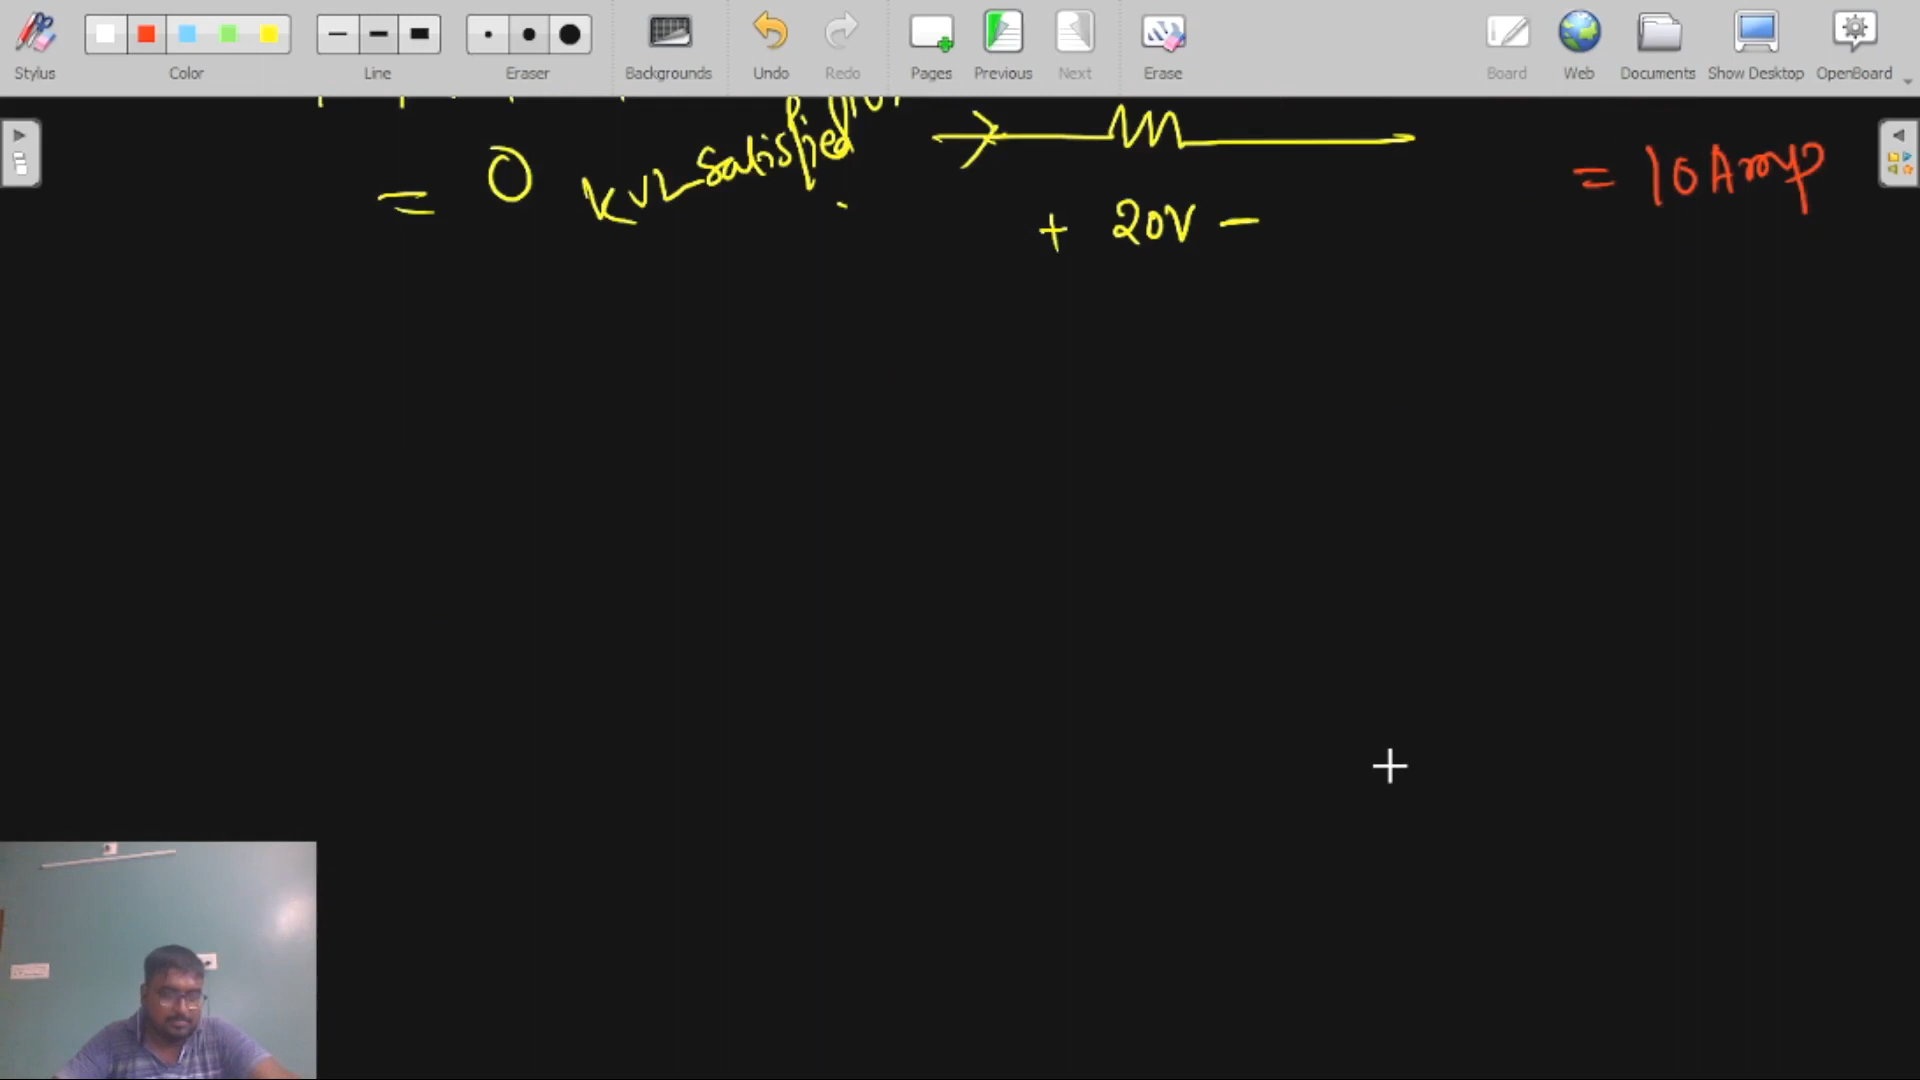 Stylus Color Line Eraser Backgrounds Undo Redo Pages Previous Next Erase Board Web Documents Show Desktop OpenBoard
= 0 KVL satisfied
+ 20V -
= 10 Amp